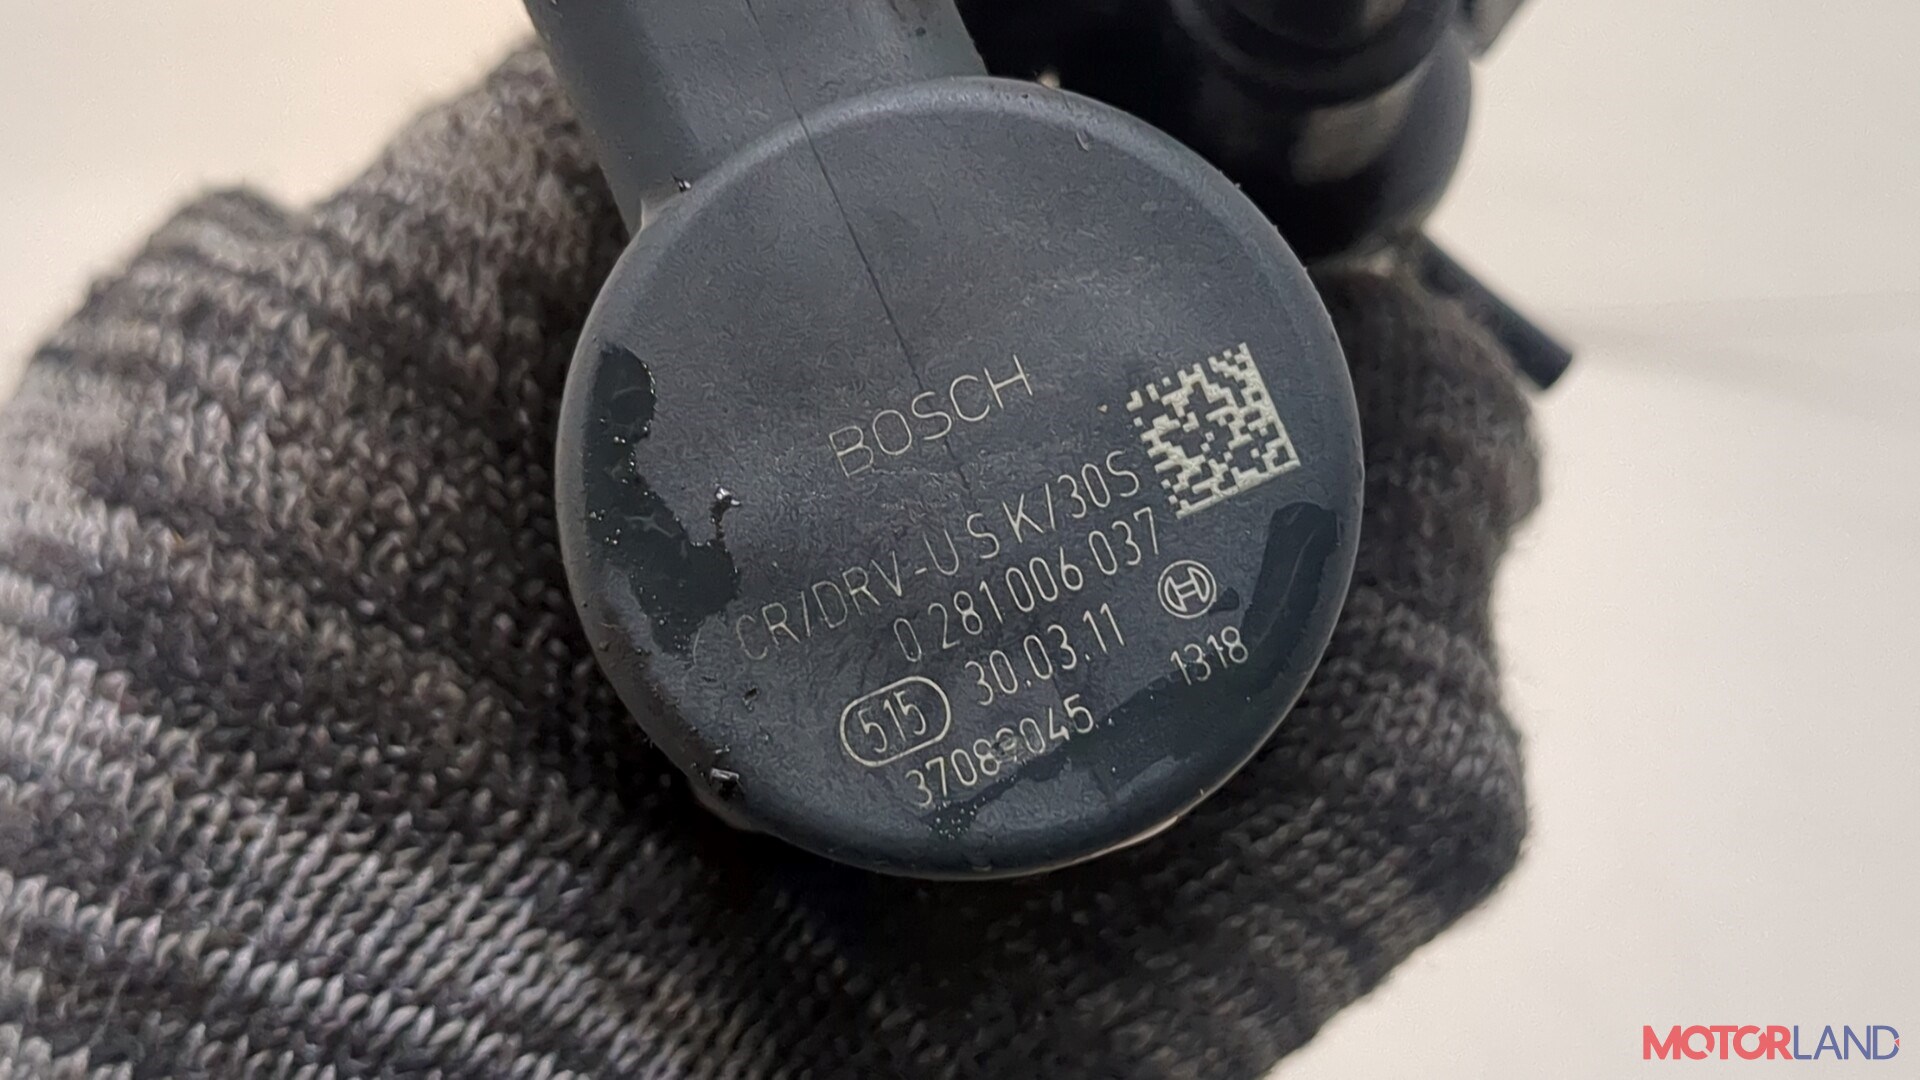 BOSCH
CR/DRV-USK/30S
0 281 006 037
515 30.03.11
1318
MOTORLAND